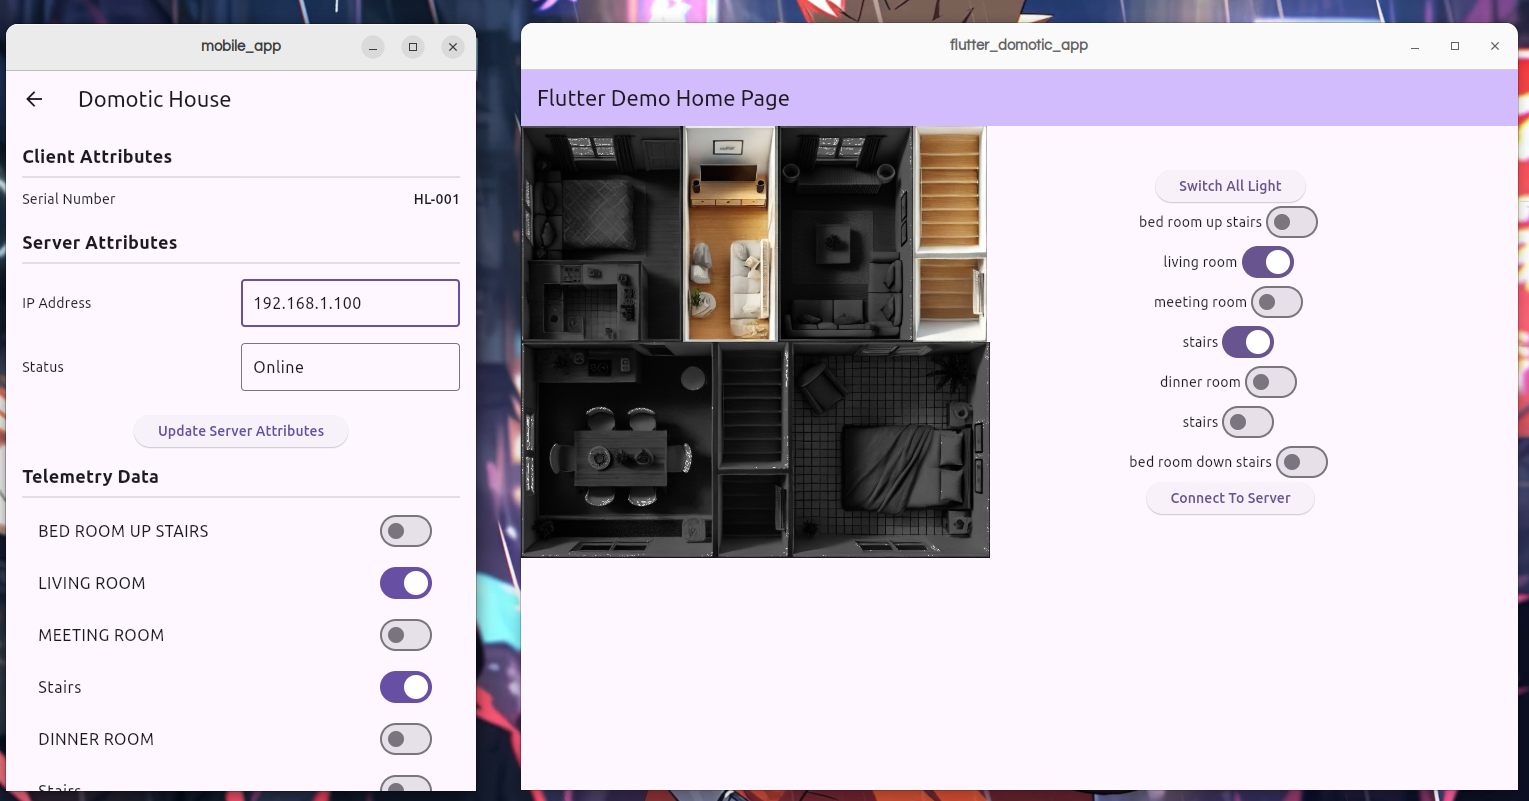 mobile_app
Domotic House
Client Attributes
Serial Number HL-001
Server Attributes
IP Address 192.168.1.100
Status Online
Update Server Attributes
Telemetry Data
BED ROOM UP STAIRS
LIVING ROOM
MEETING ROOM
Stairs
DINNER ROOM
Stairs
flutter_domotic_app
Flutter Demo Home Page
Switch All Light
bed room up stairs
living room
meeting room
stairs
dinner room
stairs
bed room down stairs
Connect To Server